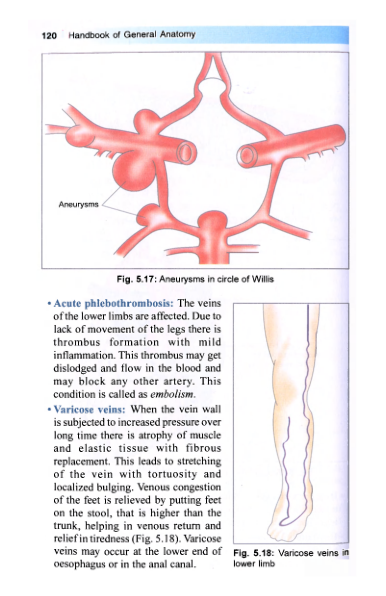 120 Handbook of General Anatomy
Aneurysms
Fig. 5.17: Aneurysms in circle of Willis
• Acute phlebothrombosis: The veins
of the lower limbs are affected. Due to
lack of movement of the legs there is
thrombus formation with mild
inflammation. This thrombus may get
dislodged and flow in the blood and
may block any other artery. This
condition is called as embolism.
• Varicose veins: When the vein wall
is subjected to increased pressure over
long time there is atrophy of muscle
and elastic tissue with fibrous
replacement. This leads to stretching
of the vein with tortuosity and
localized bulging. Venous congestion
of the feet is relieved by putting feet
on the stool, that is higher than the
trunk, helping in venous return and
relief in tiredness (Fig. 5.18). Varicose
veins may occur at the lower end of
oesophagus or in the anal canal.
Fig. 5.18: Varicose veins in
lower limb